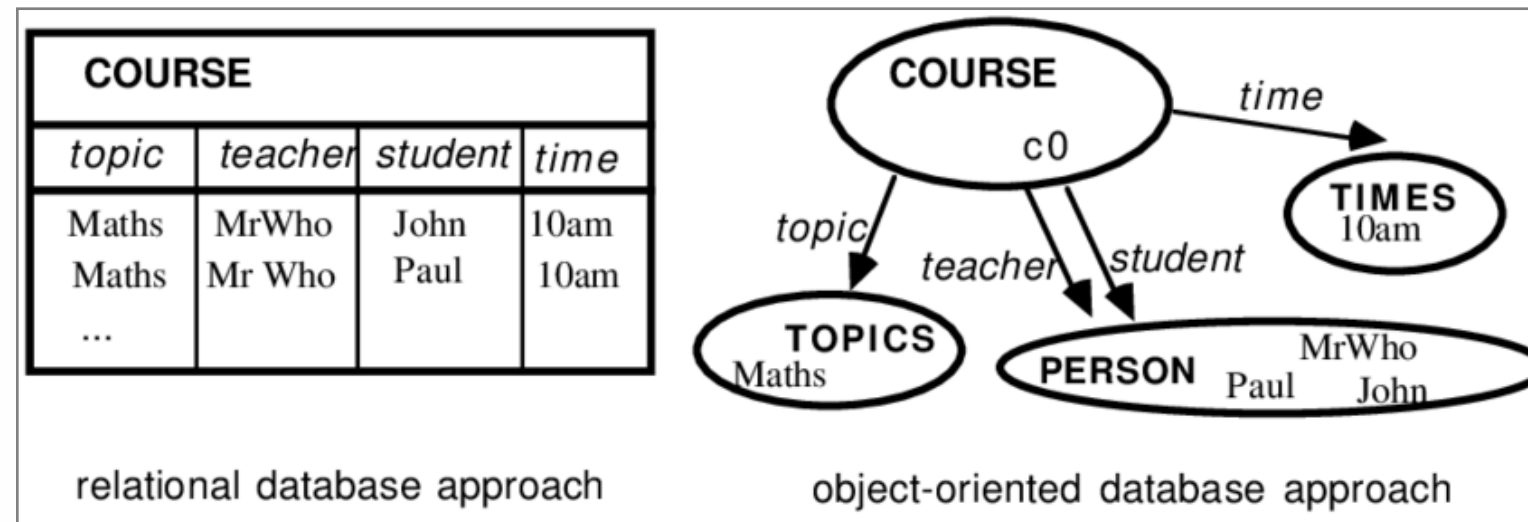 COURSE
topic teacher student time
Maths MrWho John 10am
Maths Mr Who Paul 10am
...
relational database approach
COURSE
c0
time
TIMES
10am
topic
teacher
student
TOPICS
Maths
PERSON
MrWho
Paul
John
object-oriented database approach